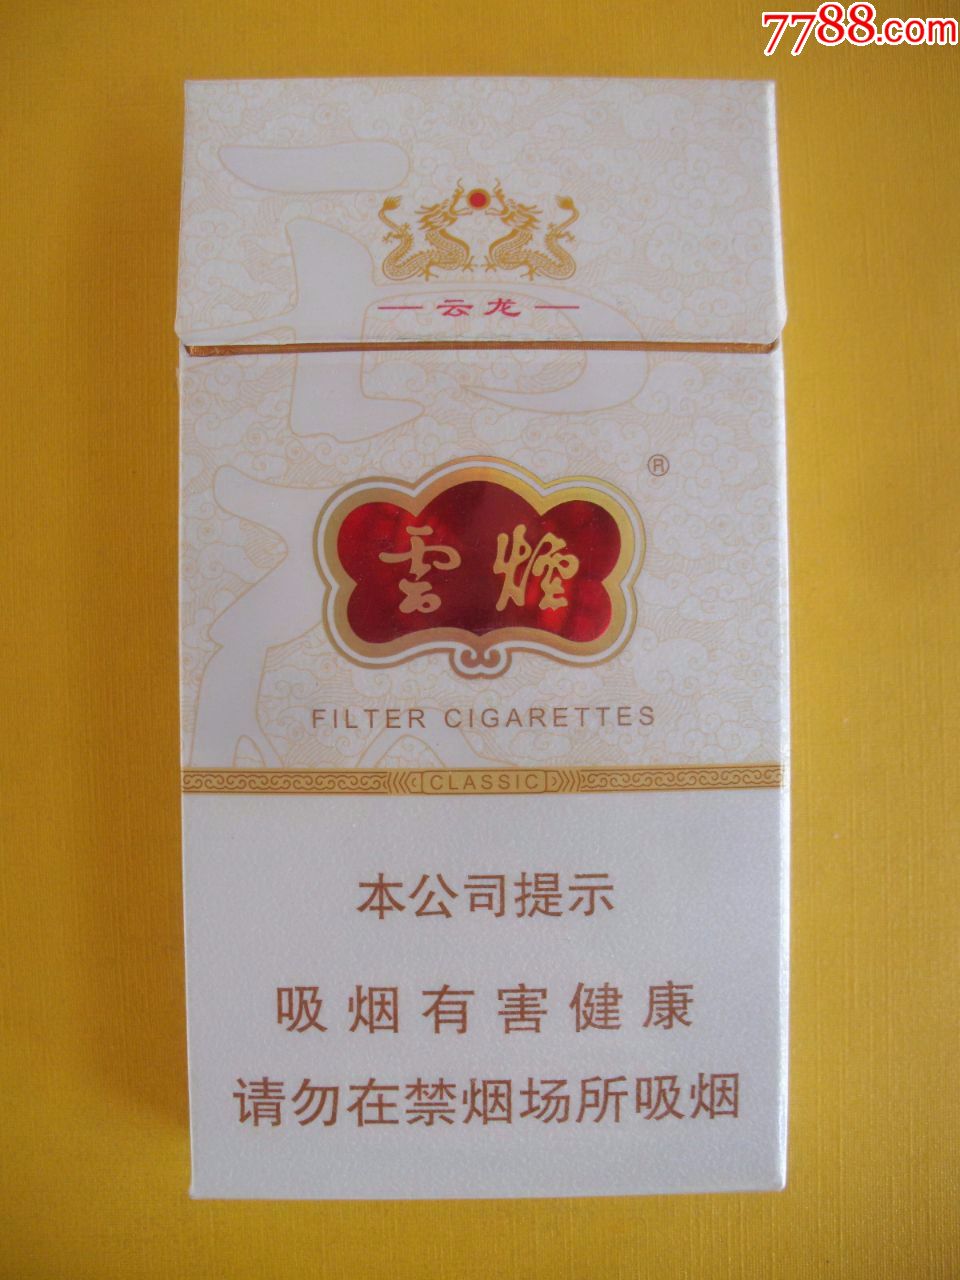 7788.com
云龙
®
雲煙
FILTER CIGARETTES
CLASSIC
本公司提示
吸烟有害健康
请勿在禁烟场所吸烟